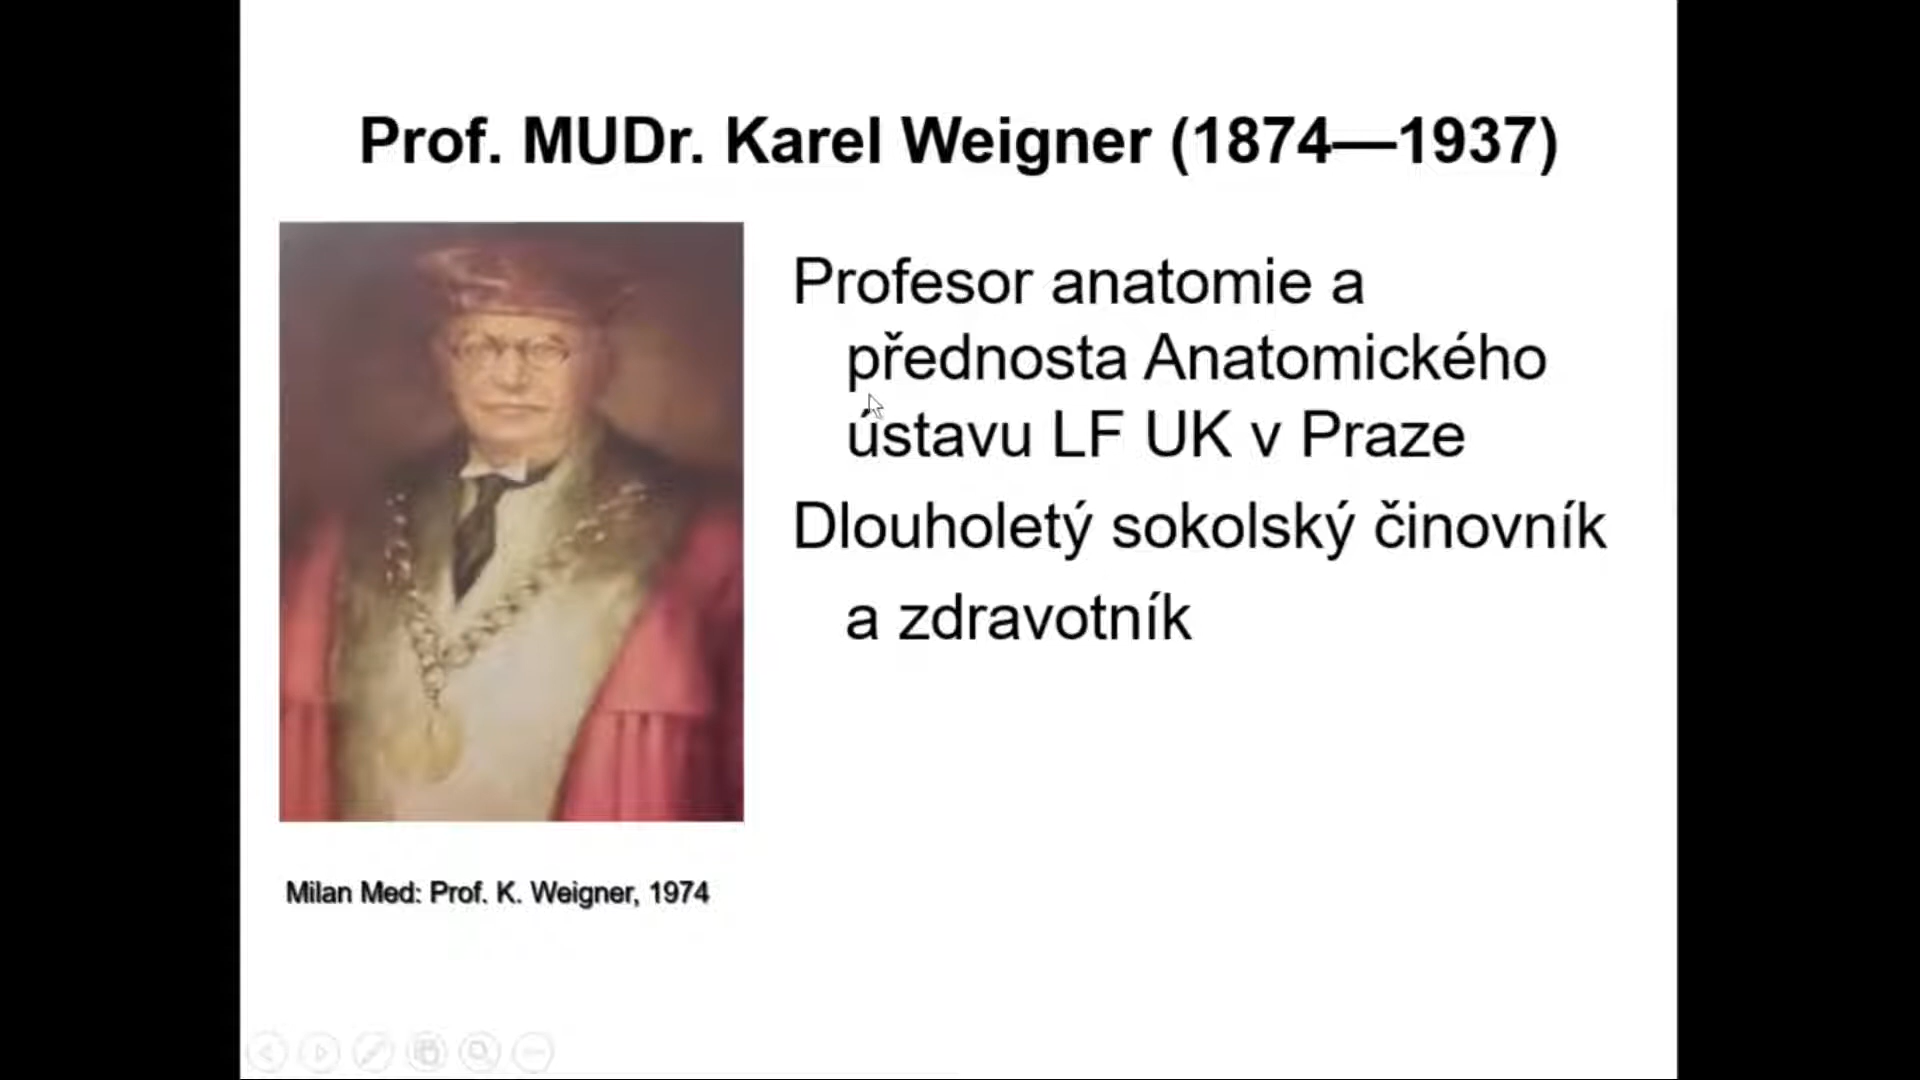 Prof. MUDr. Karel Weigner (1874—1937)
Profesor anatomie a
přednosta Anatomického
ústavu LF UK v Praze
Dlouholetý sokolský činovník
a zdravotník
Milan Med: Prof. K. Weigner, 1974